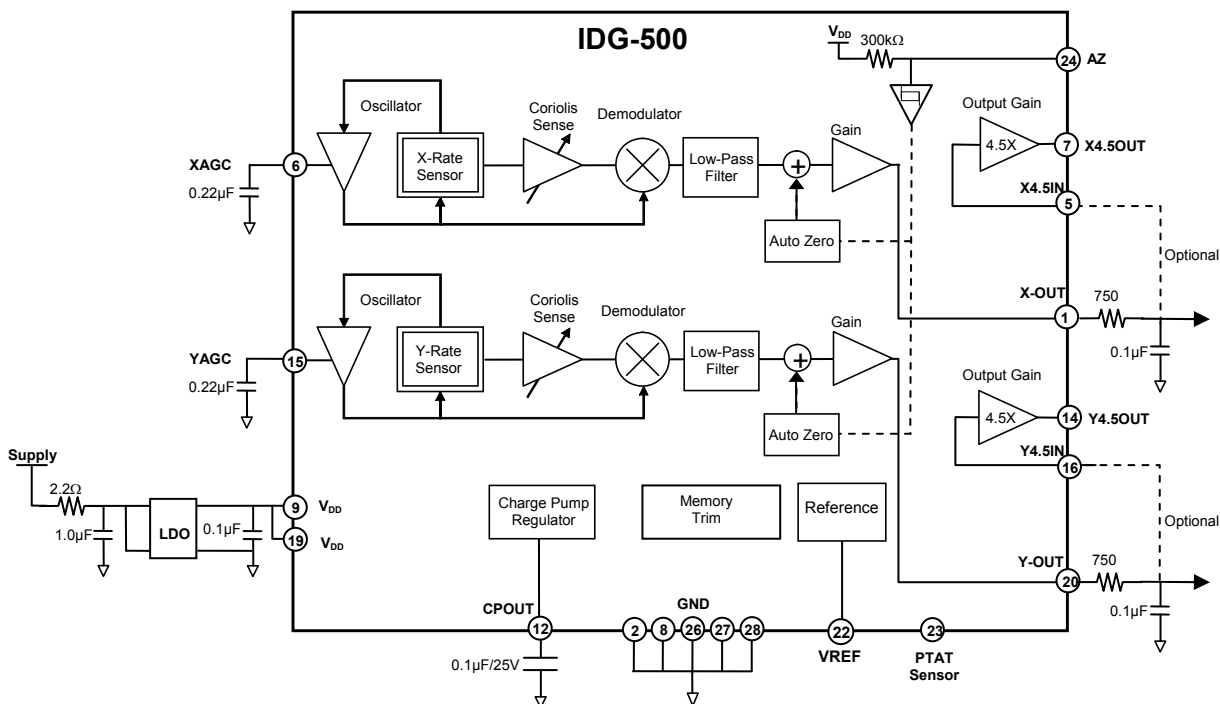 IDG-500
VDD
300kΩ
24
AZ
Oscillator
Coriolis
Sense
Demodulator
Output Gain
Gain
XAGC
6
X-Rate
Sensor
Low-Pass
Filter
+
4.5X
7
X4.5OUT
0.22µF
X4.5IN
5
Auto Zero
Optional
Oscillator
Coriolis
Sense
Demodulator
Gain
X-OUT
1
750
0.1µF
YAGC
15
Y-Rate
Sensor
Low-Pass
Filter
+
Output Gain
4.5X
14
Y4.5OUT
0.22µF
Auto Zero
Y4.5IN
16
Supply
2.2Ω
1.0µF
LDO
0.1µF
9
VDD
19
VDD
Charge Pump
Regulator
Memory
Trim
Reference
Optional
Y-OUT
20
750
0.1µF
CPOUT
12
GND
2
8
26
27
28
22
VREF
23
PTAT
Sensor
0.1µF/25V